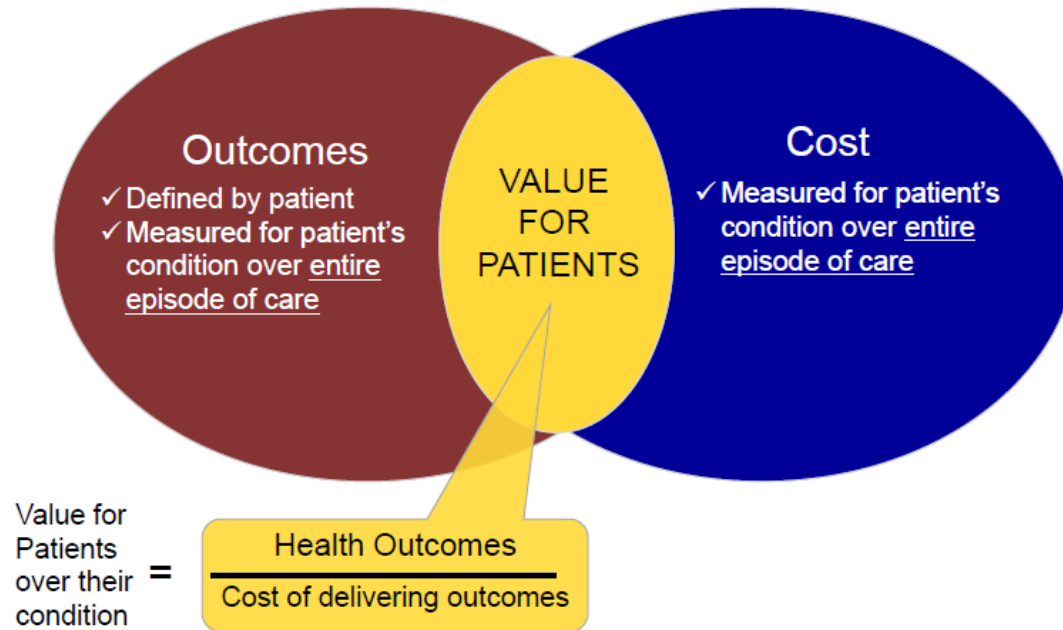 Outcomes
✓ Defined by patient
✓ Measured for patient's
condition over entire
episode of care
VALUE
FOR
PATIENTS
Cost
✓ Measured for patient's
condition over entire
episode of care
Value for
Patients
over their
condition
=
Health Outcomes
Cost of delivering outcomes